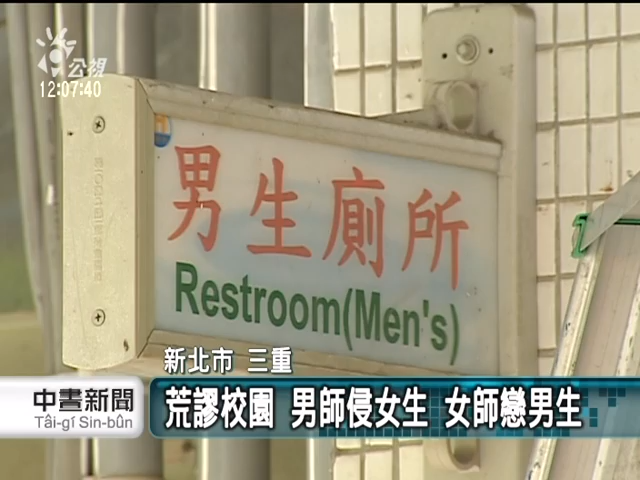 公視
12:07:40
男生廁所
Restroom(Men's)
新北市 三重
中晝新聞
Tâi-gí Sin-bûn
荒謬校園 男師侵女生 女師戀男生